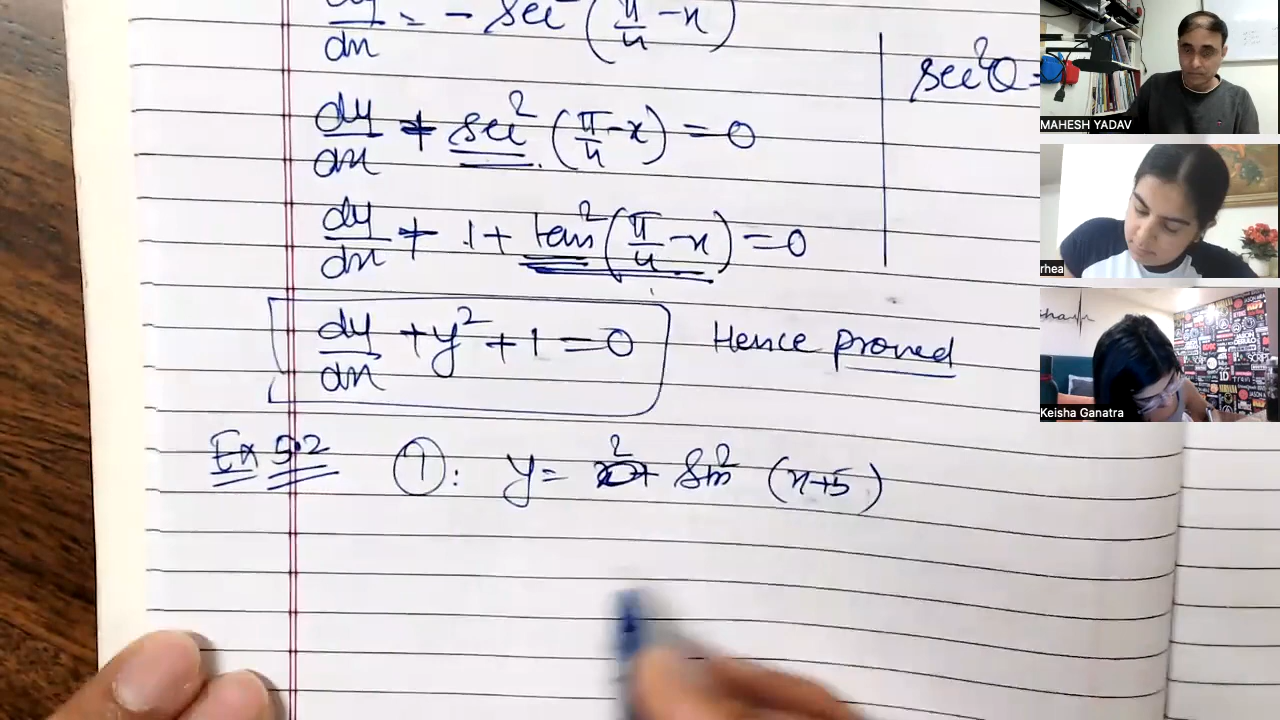 dy/dx = - sec² (π/4 - x)
sec²θ =
dy/dx + sec² (π/4 - x) = 0
dy/dx + 1 + tan² (π/4 - x) = 0
dy/dx + y² + 1 = 0 Hence proved
Ex 5.2 ①: y = sin² (x+5)
MAHESH YADAV
rhea
Keisha Ganatra